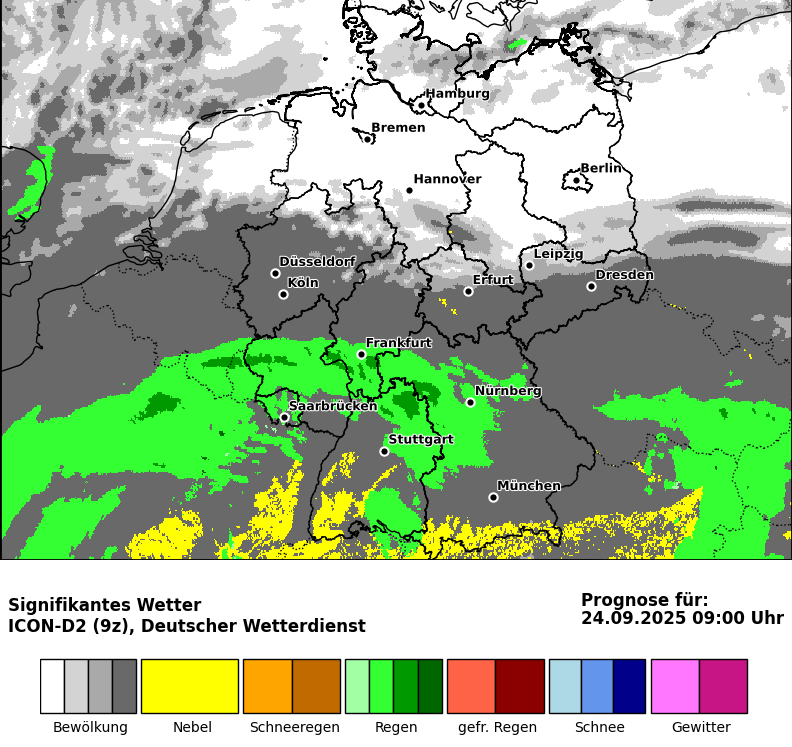 Hamburg
Bremen
Berlin
Hannover
Leipzig
Düsseldorf
Dresden
Köln
Erfurt
Frankfurt
Nürnberg
Saarbrücken
Stuttgart
München
Signifikantes Wetter
ICON-D2 (9z), Deutscher Wetterdienst
Prognose für:
24.09.2025 09:00 Uhr
Bewölkung Nebel Schneeregen Regen gefr. Regen Schnee Gewitter